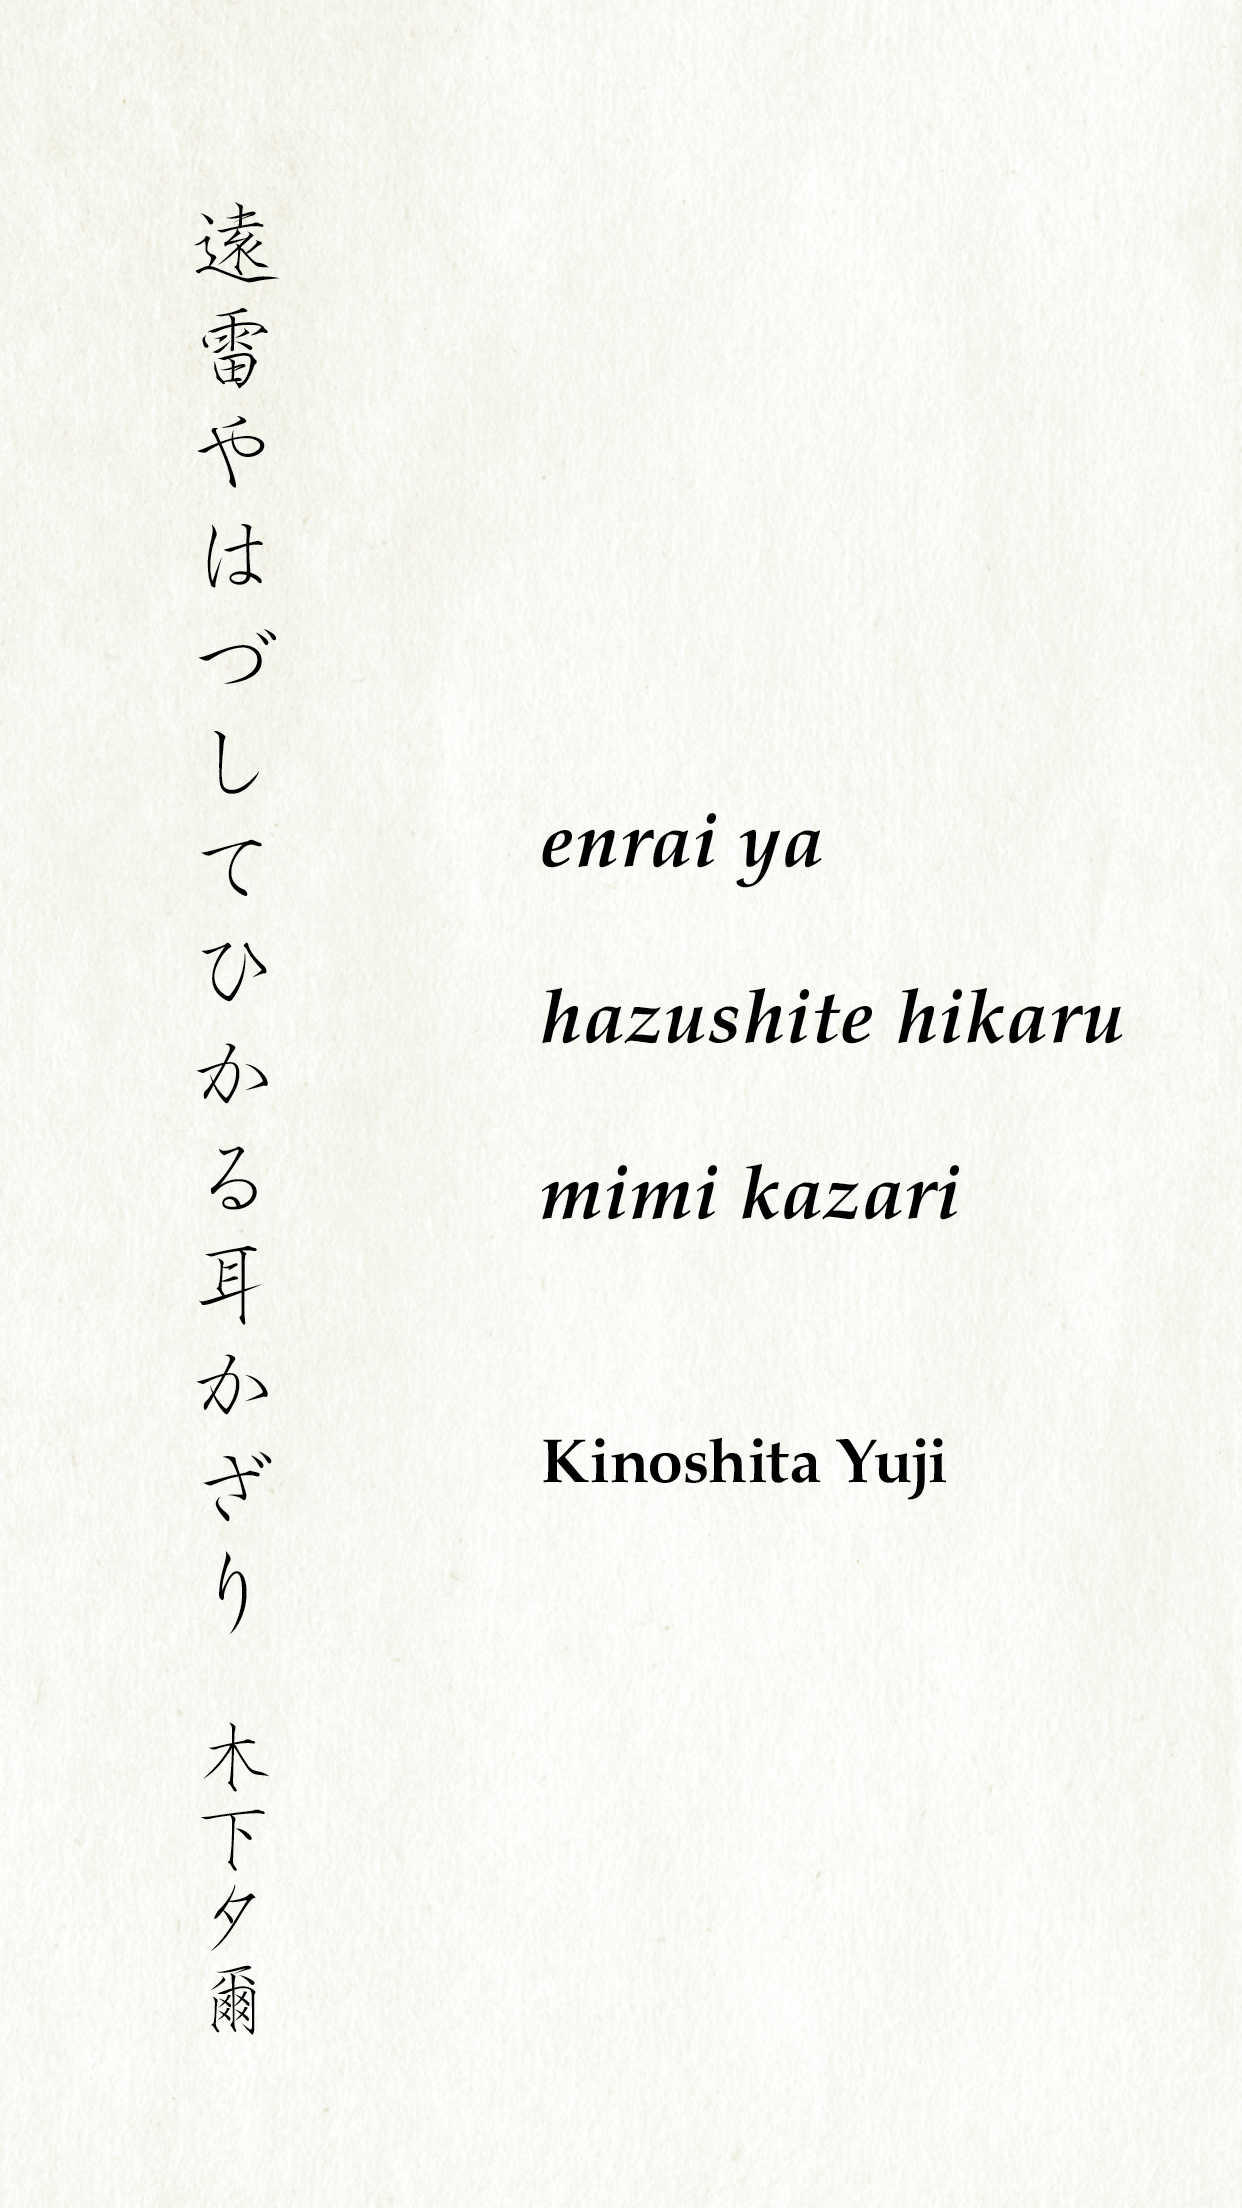 遠雷やはづしてひかる耳かざり　木下夕爾
enrai ya
hazushite hikaru
mimi kazari
Kinoshita Yuji